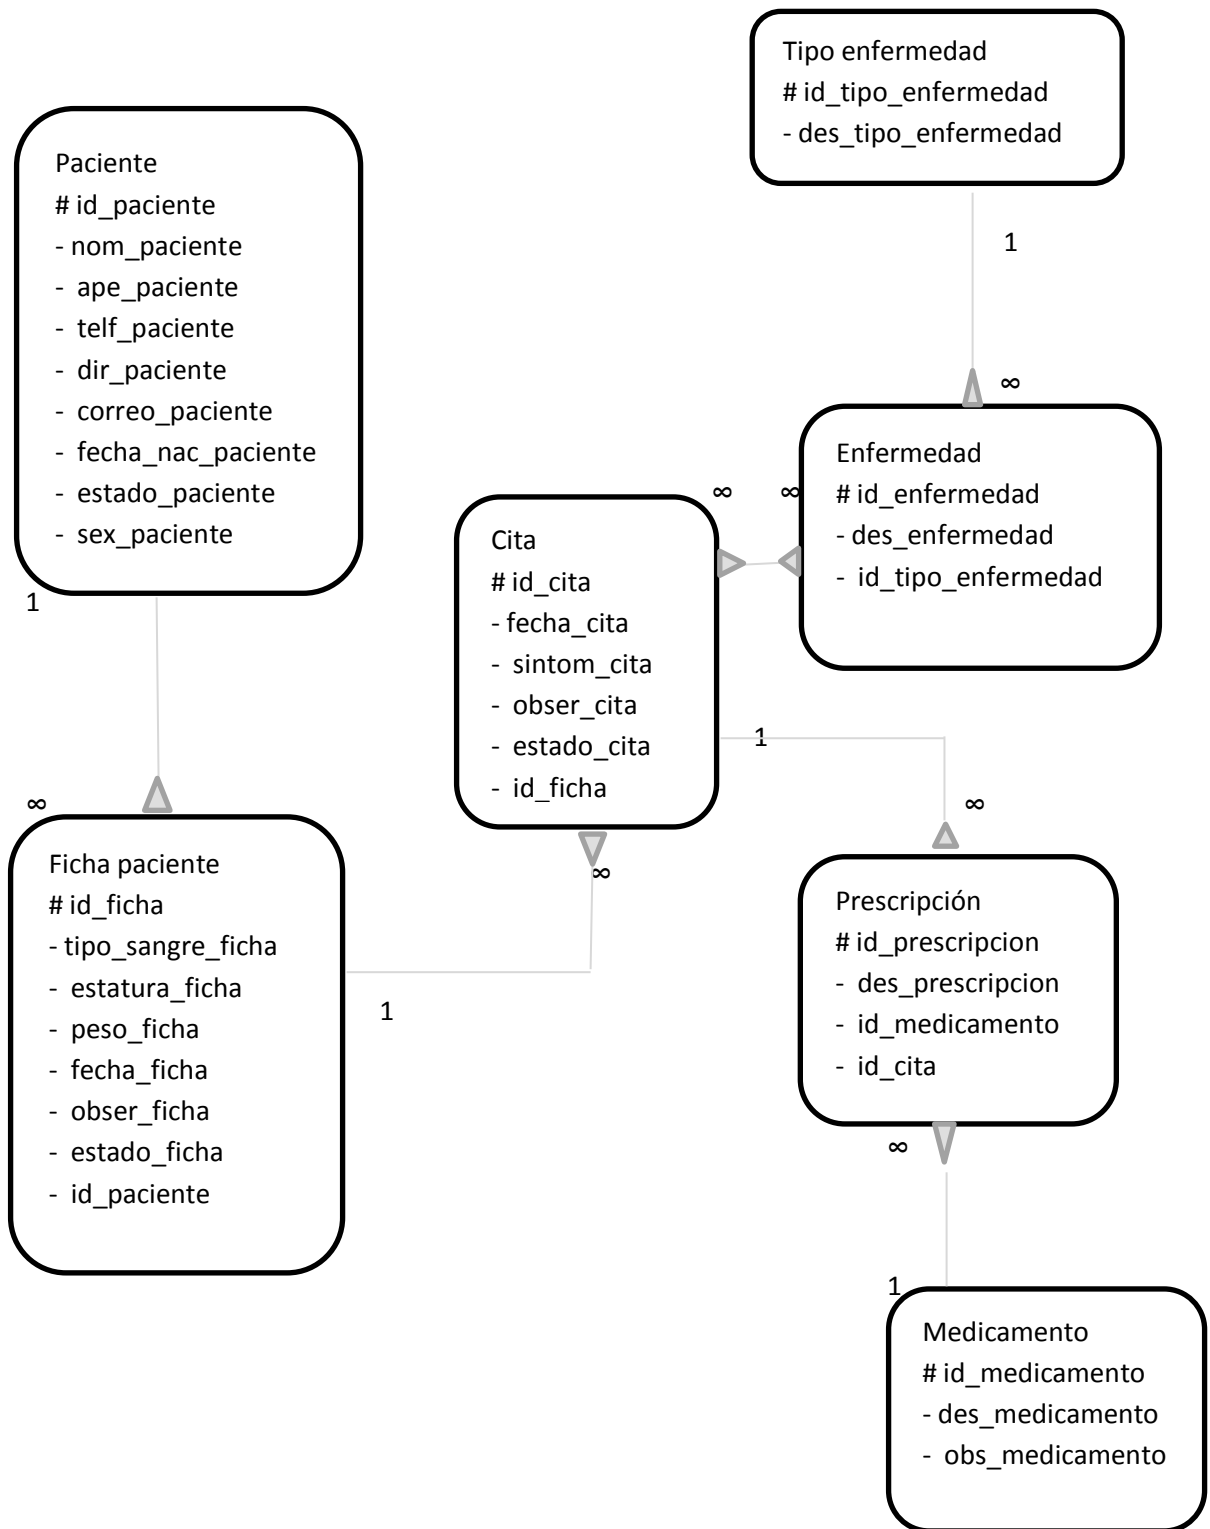 Tipo enfermedad
# id_tipo_enfermedad
- des_tipo_enfermedad
1
∞
Paciente
# id_paciente
- nom_paciente
- ape_paciente
- telf_paciente
- dir_paciente
- correo_paciente
- fecha_nac_paciente
- estado_paciente
- sex_paciente
1
∞
Enfermedad
# id_enfermedad
- des_enfermedad
- id_tipo_enfermedad
∞ ∞
Cita
# id_cita
- fecha_cita
- sintom_cita
- obser_cita
- estado_cita
- id_ficha
1
∞
∞
Ficha paciente
# id_ficha
- tipo_sangre_ficha
- estatura_ficha
- peso_ficha
- fecha_ficha
- obser_ficha
- estado_ficha
- id_paciente
1
Prescripción
# id_prescripcion
- des_prescripcion
- id_medicamento
- id_cita
∞
1
Medicamento
# id_medicamento
- des_medicamento
- obs_medicamento